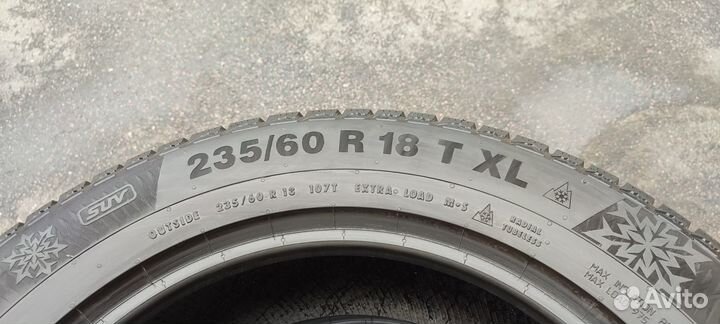 235/60 R 18 T XL
SUV
OUTSIDE 235/60 R 18 107T EXTRA LOAD M+S RADIAL TUBELESS
MAX
MAX
Avito